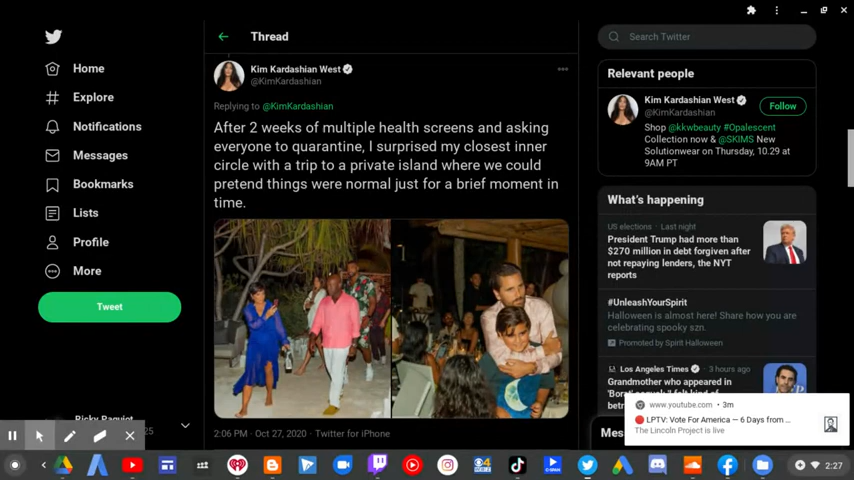 Thread
Search Twitter
Home
Explore
Notifications
Messages
Bookmarks
Lists
Profile
More
Tweet
Kim Kardashian West
@KimKardashian
Replying to @KimKardashian
After 2 weeks of multiple health screens and asking
everyone to quarantine, I surprised my closest inner
circle with a trip to a private island where we could
pretend things were normal just for a brief moment in
time.
2:06 PM · Oct 27, 2020 · Twitter for iPhone
Relevant people
Kim Kardashian West
@KimKardashian
Follow
Shop @kkwbeauty #Opalescent
Collection now & @SKIMS New
Solutionwear on Thursday, 10.29 at
9AM PT
What's happening
US elections · Last night
President Trump had more than
$270 million in debt forgiven after
not repaying lenders, the NYT
reports
#UnleashYourSpirit
Halloween is almost here! Share how you are
celebrating spooky szn.
Promoted by Spirit Halloween
Los Angeles Times · 3 hours ago
Grandmother who appeared in
www.youtube.com · 3m
LPTV: Vote For America — 6 Days from ...
The Lincoln Project is live
2:27